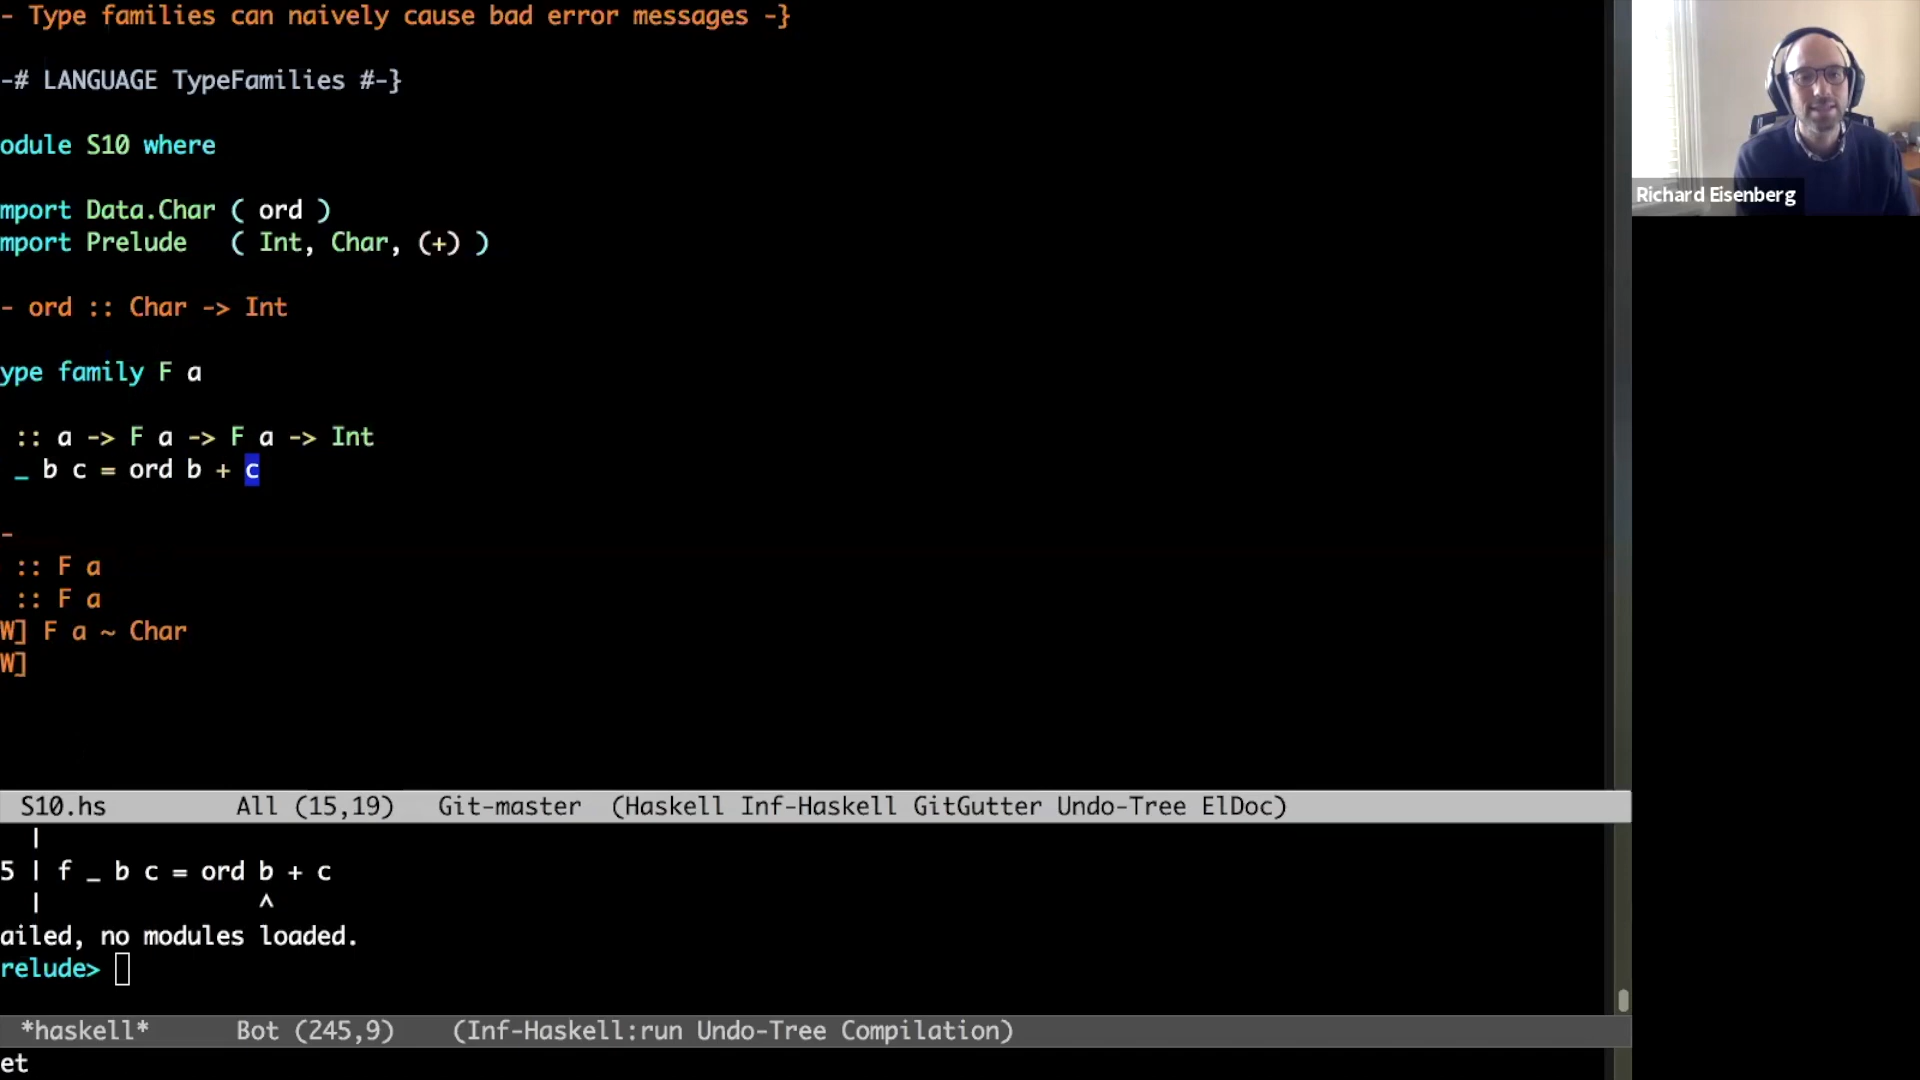 - Type families can naively cause bad error messages -}
-# LANGUAGE TypeFamilies #-}
odule S10 where
mport Data.Char ( ord )
mport Prelude   ( Int, Char, (+) )
- ord :: Char -> Int
ype family F a
:: a -> F a -> F a -> Int
_ b c = ord b + c
-
:: F a
:: F a
W] F a ~ Char
W]
S10.hs All (15,19) Git-master (Haskell Inf-Haskell GitGutter Undo-Tree ElDoc)
|
5 | f _ b c = ord b + c
| ^
ailed, no modules loaded.
relude>
*haskell* Bot (245,9) (Inf-Haskell:run Undo-Tree Compilation)
et
Richard Eisenberg